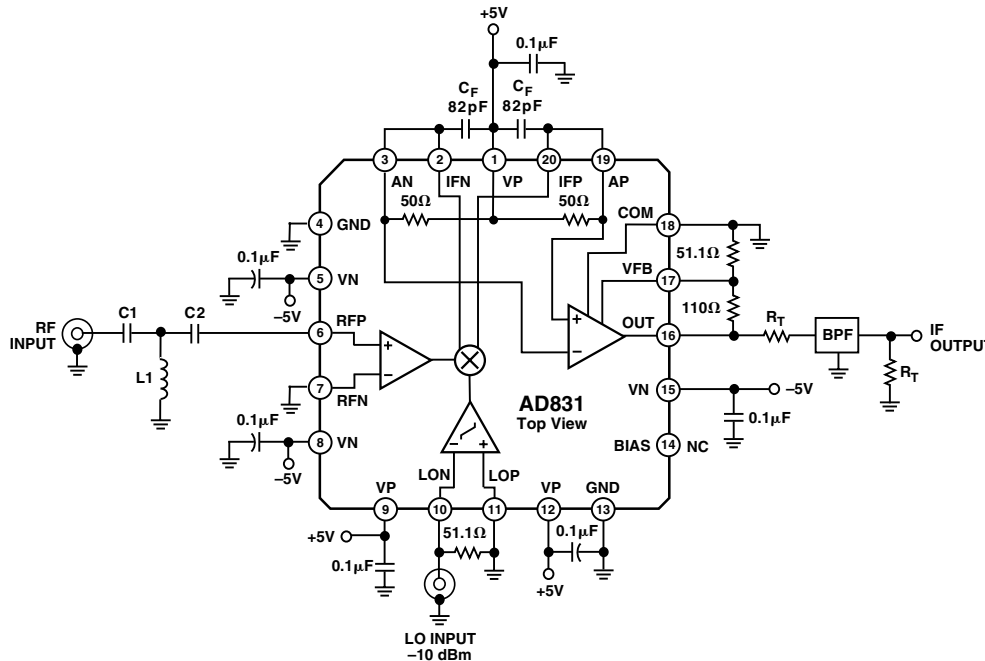 +5V
0.1µF
C_F C_F
82pF 82pF
3 2 1 20 19
AN IFN VP IFP AP
50Ω 50Ω
4 GND
COM 18
51.1Ω
0.1µF
5 VN
–5V
VFB 17
110Ω
C1 C2
RF
INPUT
6 RFP
+
–
L1
7 RFN
+
–
OUT 16
R_T
BPF
IF
OUTPUT
R_T
AD831
Top View
VN 15
–5V
0.1µF
0.1µF
8 VN
–5V
BIAS 14 NC
– +
LON LOP
VP VP GND
9 10 11 12 13
+5V
51.1Ω
0.1µF
0.1µF
+5V
LO INPUT
–10 dBm